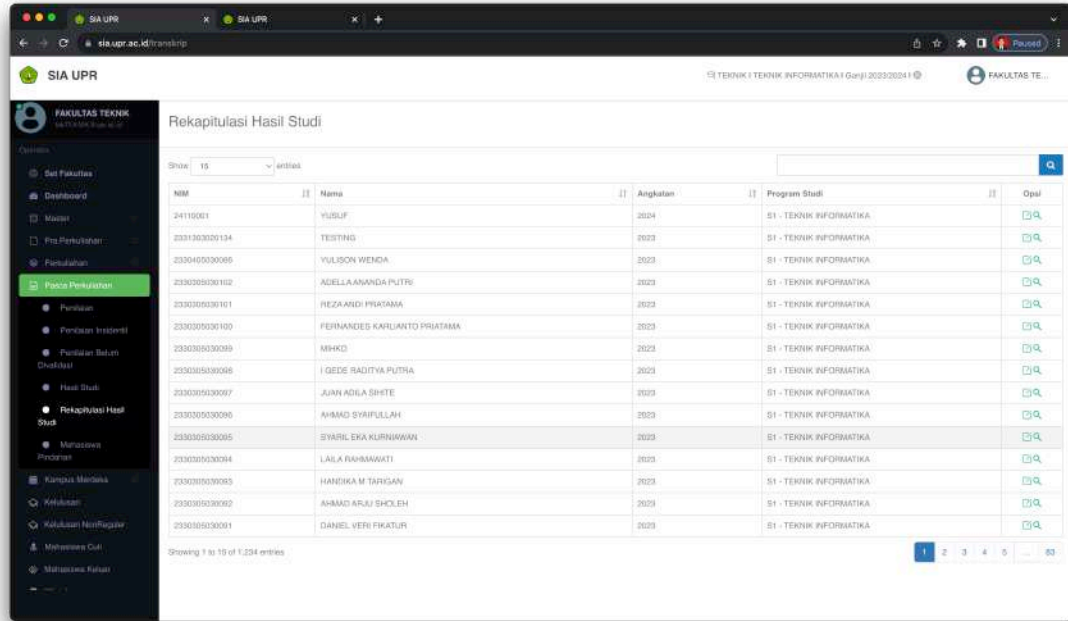 SIA UPR
SIA UPR
sia.upr.ac.id/transkrip
Paused
SIA UPR
TEKNIK I TEKNIK INFORMATIKA I Ganjil 2023/2024 I
FAKULTAS TE...
FAKULTAS TEKNIK
Operator
Set Fakultas
Dashboard
Master
Pra Perkuliahan
Perkuliahan
Pasca Perkuliahan
Penilaian
Penilaian Insidentil
Penilaian Belum
Divalidasi
Hasil Studi
Rekapitulasi Hasil
Studi
Mahasiswa
Pindahan
Kampus Merdeka
Kelulusan
Kelulusan NonReguler
Mahasiswa Cuti
Mahasiswa Keluar
Rekapitulasi Hasil Studi
Show 15 entries
NIM Nama Angkatan Program Studi Opsi
24110001 YUSUF 2024 S1 - TEKNIK INFORMATIKA
2331303020134 TESTING 2023 S1 - TEKNIK INFORMATIKA
2330405030086 YULISON WENDA 2023 S1 - TEKNIK INFORMATIKA
2330305030102 ADELLA ANANDA PUTRI 2023 S1 - TEKNIK INFORMATIKA
2330305030101 REZA ANDI PRATAMA 2023 S1 - TEKNIK INFORMATIKA
2330305030100 FERNANDES KARLIANTO PRIATAMA 2023 S1 - TEKNIK INFORMATIKA
2330305030099 MIHKO 2023 S1 - TEKNIK INFORMATIKA
2330305030098 I GEDE RADITYA PUTRA 2023 S1 - TEKNIK INFORMATIKA
2330305030097 JUAN ADILA SIHITE 2023 S1 - TEKNIK INFORMATIKA
2330305030096 AHMAD SYAIFULLAH 2023 S1 - TEKNIK INFORMATIKA
2330305030095 SYARIL EKA KURNIAWAN 2023 S1 - TEKNIK INFORMATIKA
2330305030094 LAILA RAHMAWATI 2023 S1 - TEKNIK INFORMATIKA
2330305030093 HANDIKA M TARIGAN 2023 S1 - TEKNIK INFORMATIKA
2330305030092 AHMAD ARJU SHOLEH 2023 S1 - TEKNIK INFORMATIKA
2330305030091 DANIEL VERI FIKATUR 2023 S1 - TEKNIK INFORMATIKA
Showing 1 to 15 of 1,234 entries
1 2 3 4 5 ... 83